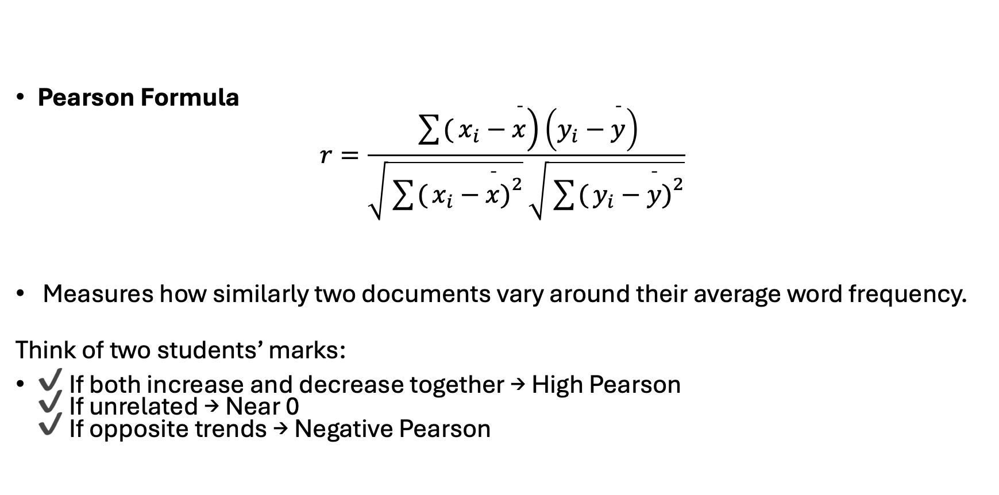 • Pearson Formula
r = \frac{\sum(x_i - \bar{x})(y_i - \bar{y})}{\sqrt{\sum(x_i - \bar{x})^2}\sqrt{\sum(y_i - \bar{y})^2}}
• Measures how similarly two documents vary around their average word frequency.
Think of two students’ marks:
• ✔ If both increase and decrease together → High Pearson
✔ If unrelated → Near 0
✔ If opposite trends → Negative Pearson